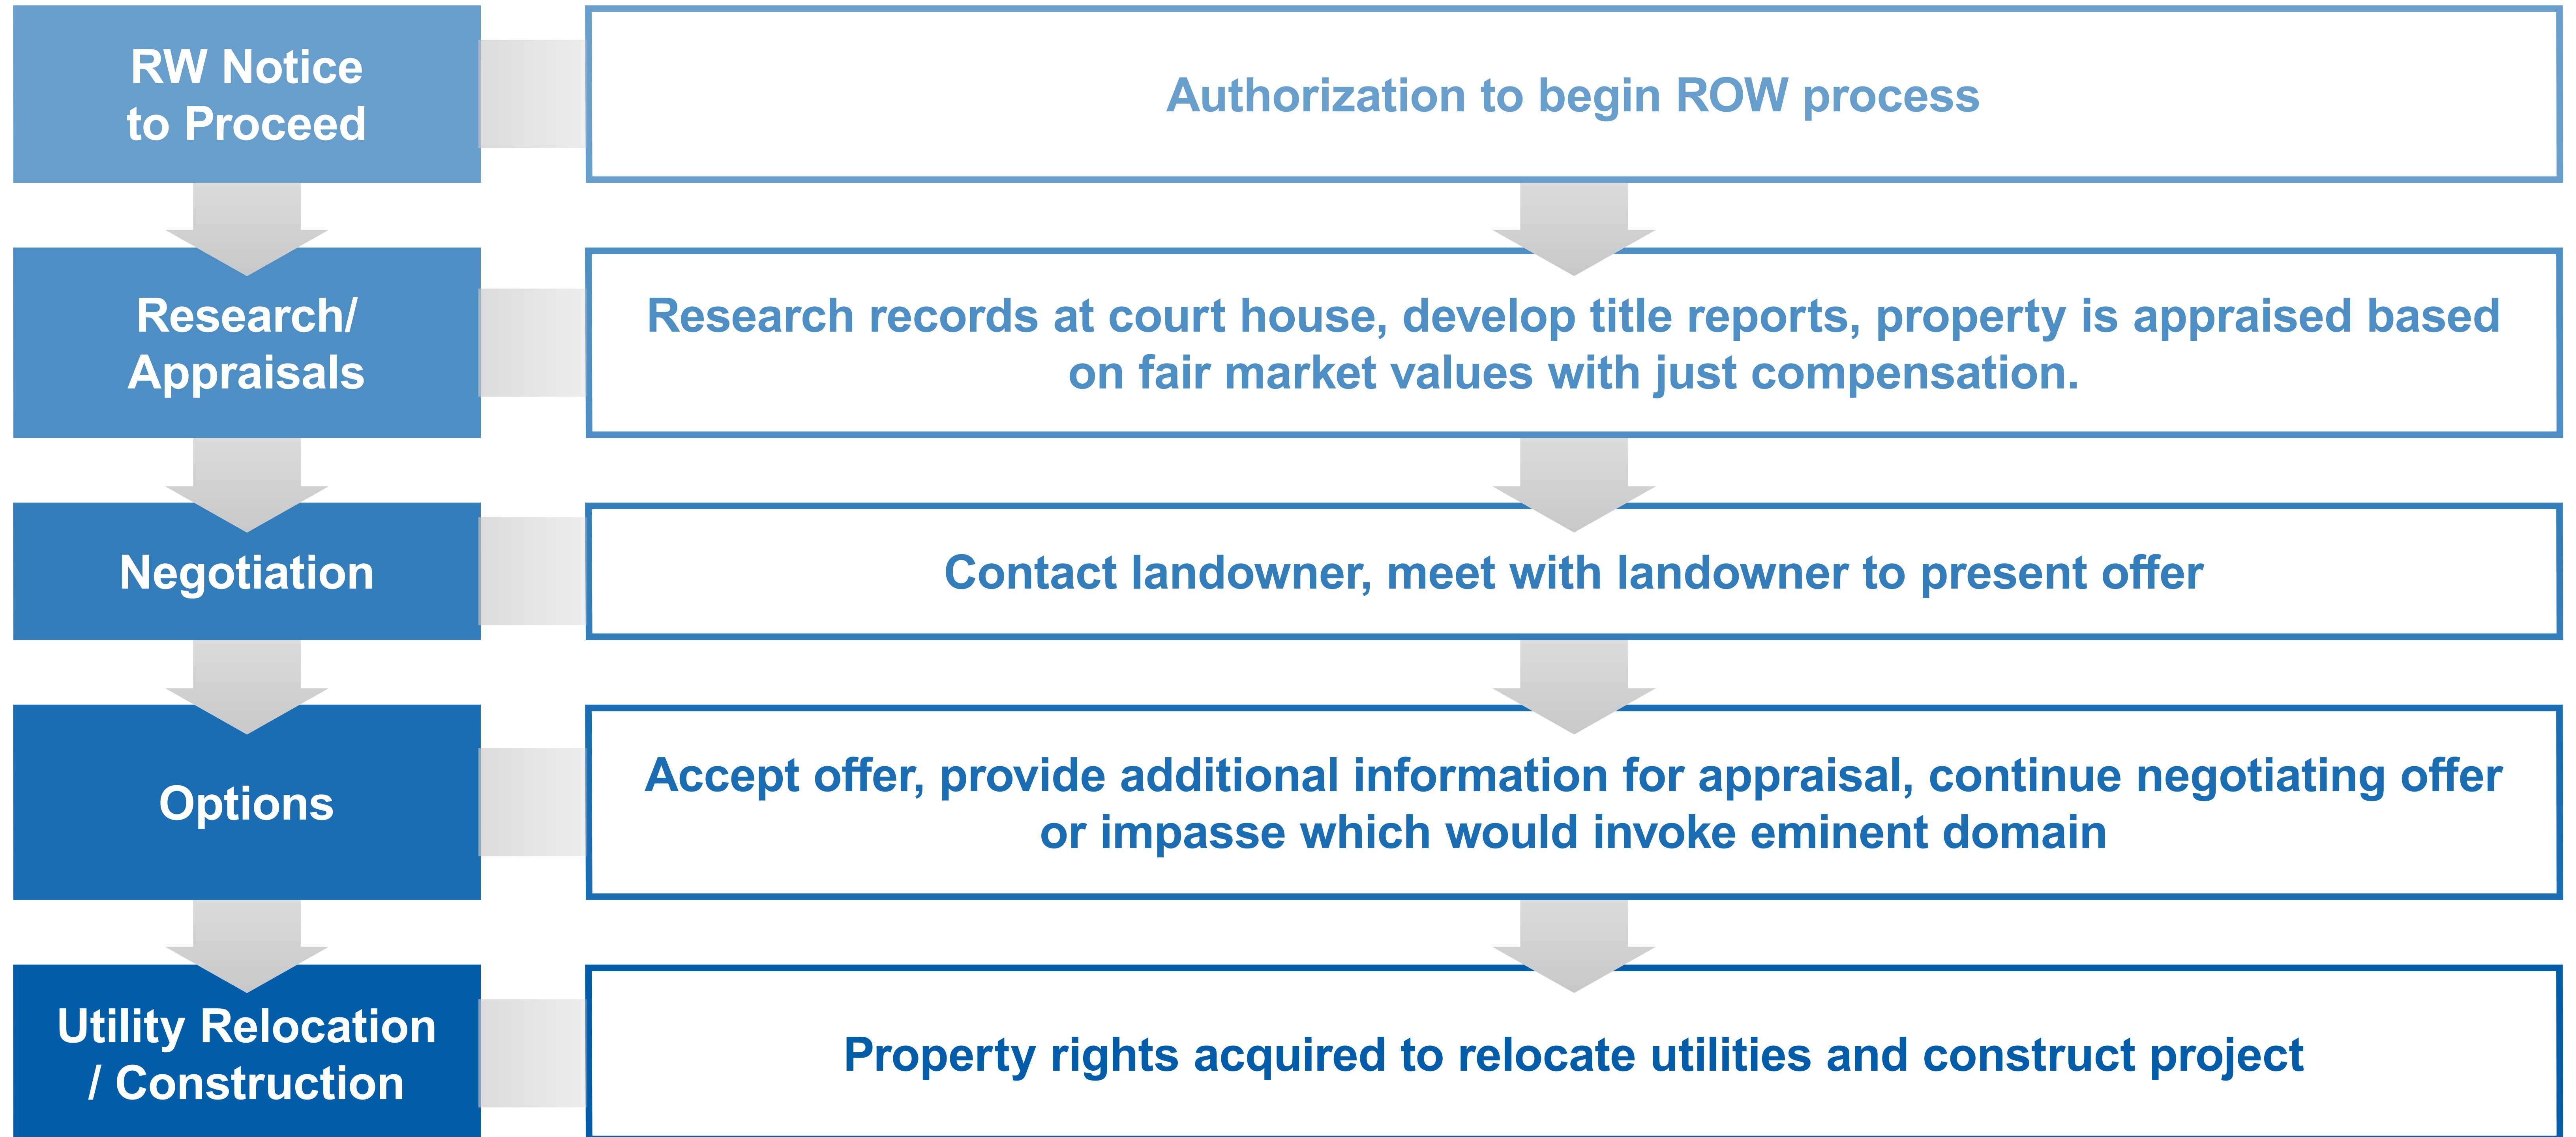 RW Notice
to Proceed
Authorization to begin ROW process
Research/
Appraisals
Research records at court house, develop title reports, property is appraised based
on fair market values with just compensation.
Negotiation
Contact landowner, meet with landowner to present offer
Options
Accept offer, provide additional information for appraisal, continue negotiating offer
or impasse which would invoke eminent domain
Utility Relocation
/ Construction
Property rights acquired to relocate utilities and construct project